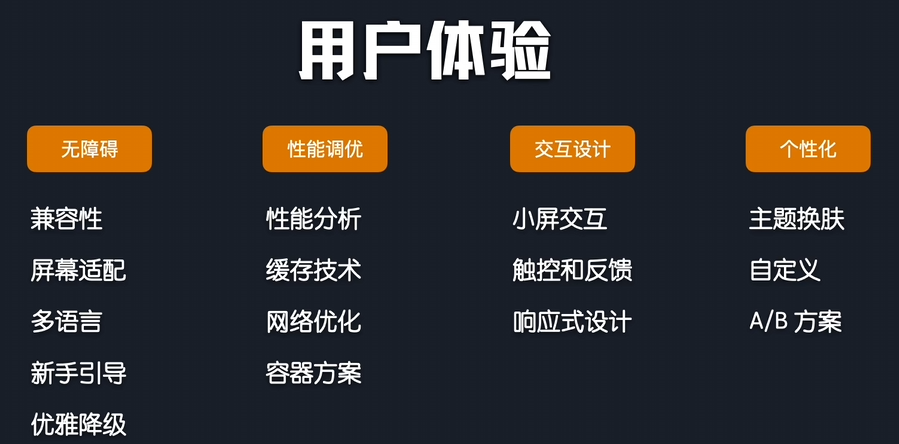 用户体验
无障碍
兼容性
屏幕适配
多语言
新手引导
优雅降级
性能调优
性能分析
缓存技术
网络优化
容器方案
交互设计
小屏交互
触控和反馈
响应式设计
个性化
主题换肤
自定义
A/B 方案